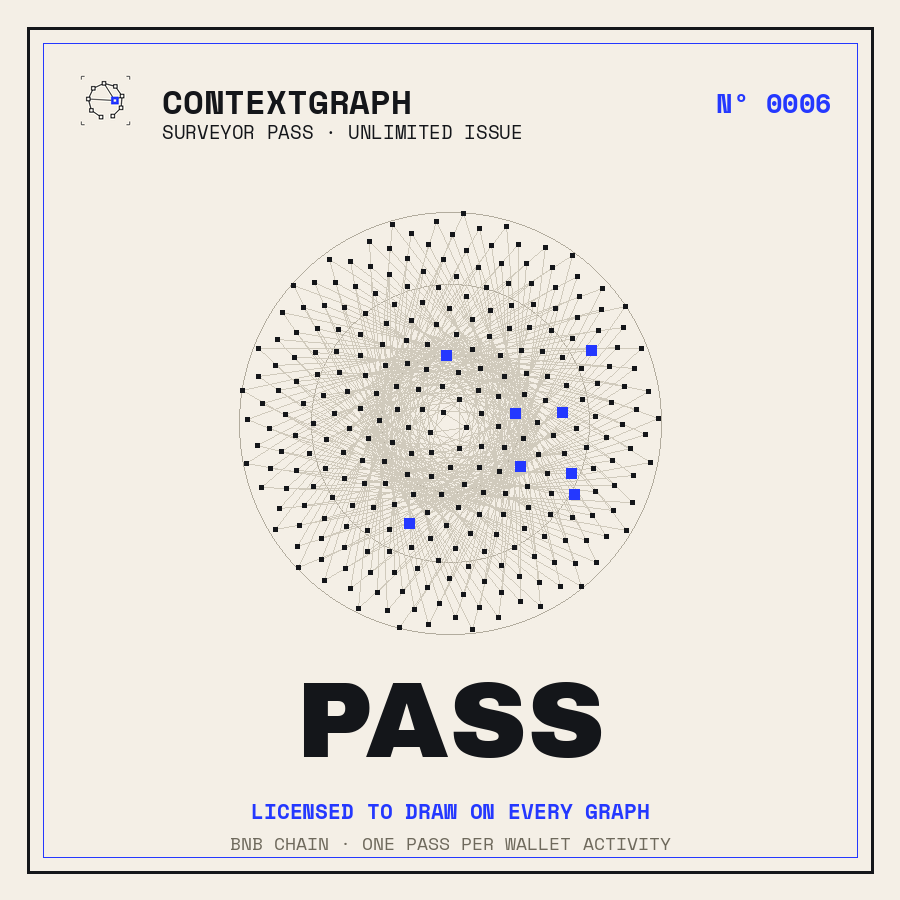 CONTEXTGRAPH
SURVEYOR PASS · UNLIMITED ISSUE
N° 0006
PASS
LICENSED TO DRAW ON EVERY GRAPH
BNB CHAIN · ONE PASS PER WALLET ACTIVITY